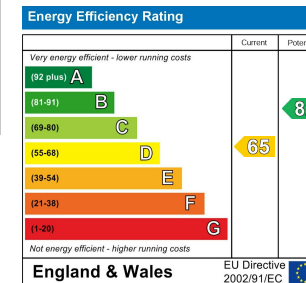 Energy Efficiency Rating
Current
Very energy efficient - lower running costs
(92 plus) A
(81-91) B
(69-80) C
(55-68) D
65
(39-54) E
(21-38) F
(1-20) G
Not energy efficient - higher running costs
England & Wales
EU Directive
2002/91/EC